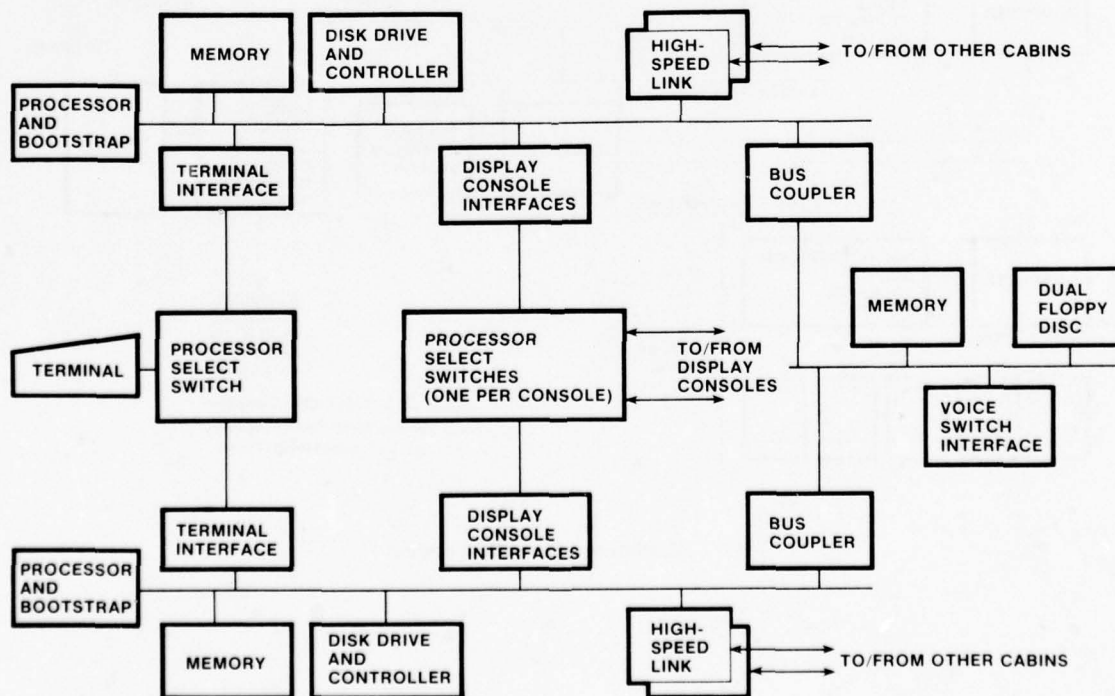 MEMORY
DISK DRIVE
AND
CONTROLLER
HIGH-
SPEED
LINK
TO/FROM OTHER CABINS
PROCESSOR
AND
BOOTSTRAP
TERMINAL
INTERFACE
DISPLAY
CONSOLE
INTERFACES
BUS
COUPLER
MEMORY
DUAL
FLOPPY
DISC
TERMINAL
PROCESSOR
SELECT
SWITCH
PROCESSOR
SELECT
SWITCHES
(ONE PER CONSOLE)
TO/FROM
DISPLAY
CONSOLES
VOICE
SWITCH
INTERFACE
TERMINAL
INTERFACE
DISPLAY
CONSOLE
INTERFACES
BUS
COUPLER
PROCESSOR
AND
BOOTSTRAP
MEMORY
DISK DRIVE
AND
CONTROLLER
HIGH-
SPEED
LINK
TO/FROM OTHER CABINS